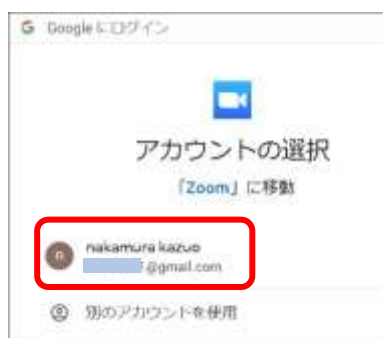 G Google にログイン
アカウントの選択
「Zoom」に移動
n nakamura kazuo
@gmail.com
別のアカウントを使用